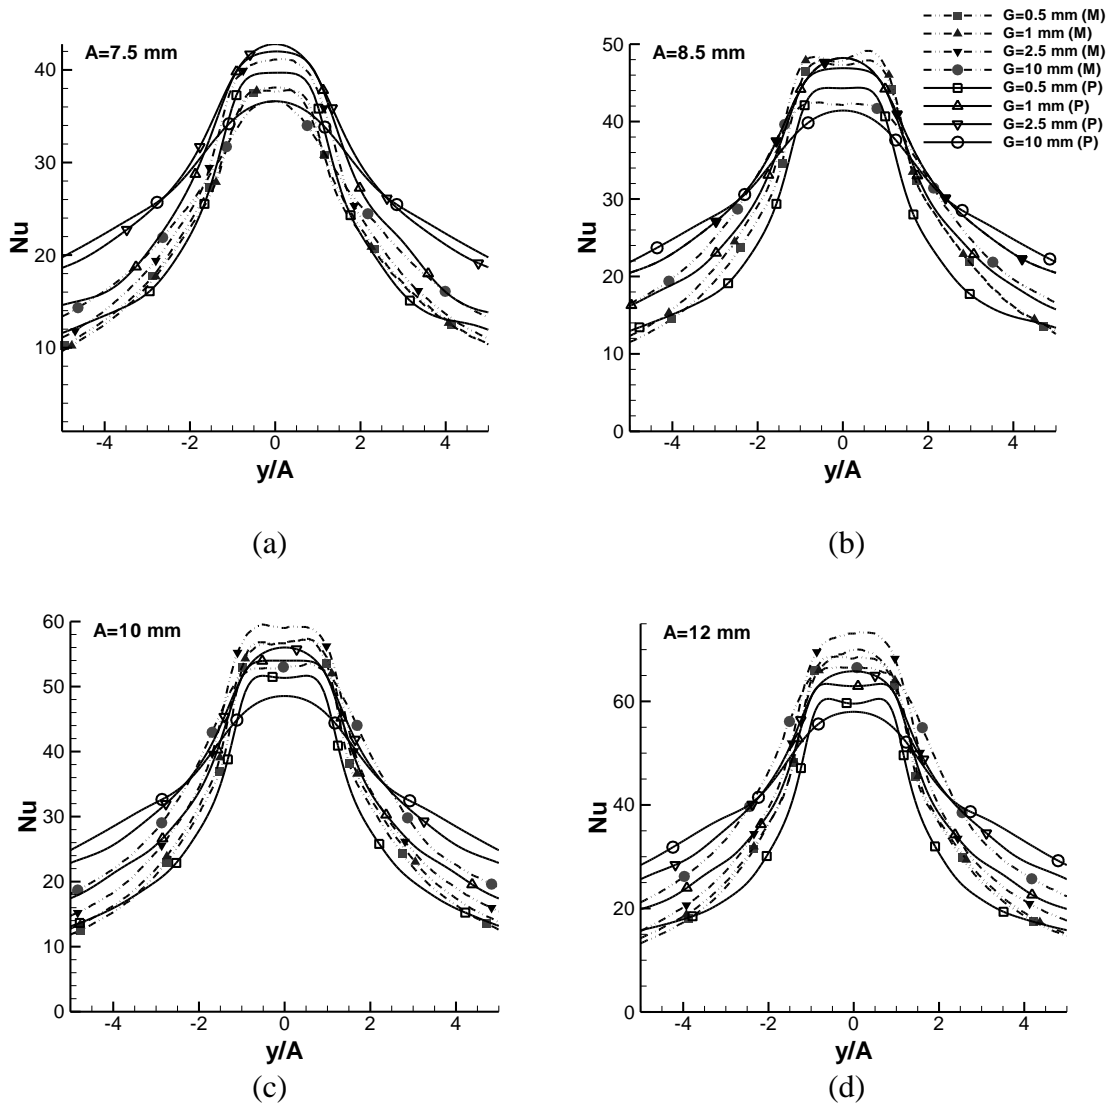 G=0.5 mm (M)
G=1 mm (M)
G=2.5 mm (M)
G=10 mm (M)
G=0.5 mm (P)
G=1 mm (P)
G=2.5 mm (P)
G=10 mm (P)
A=7.5 mm
40
30
20
10
Nu
-4 -2 0 2 4
y/A
(a)
A=8.5 mm
50
40
30
20
10
0
Nu
-4 -2 0 2 4
y/A
(b)
A=10 mm
60
50
40
30
20
10
0
Nu
-4 -2 0 2 4
y/A
(c)
A=12 mm
60
40
20
0
Nu
-4 -2 0 2 4
y/A
(d)